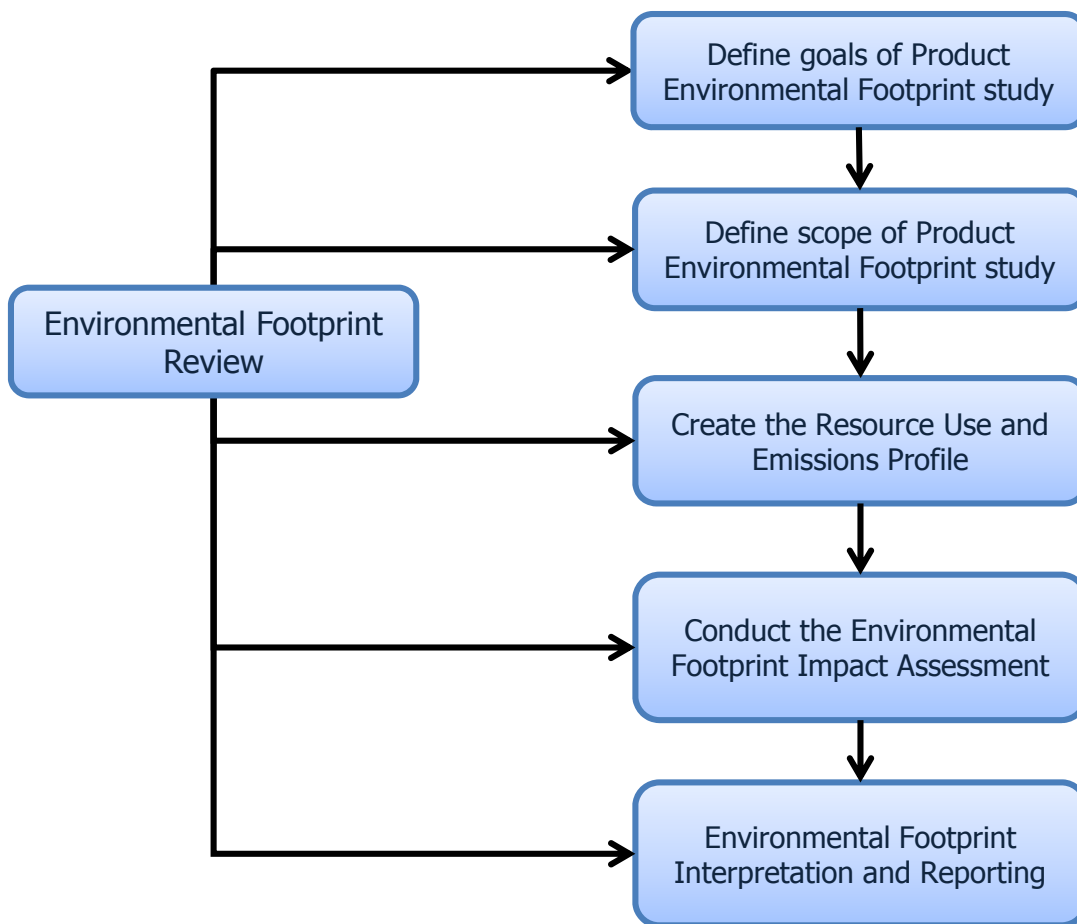 Define goals of Product
Environmental Footprint study
Define scope of Product
Environmental Footprint study
Environmental Footprint
Review
Create the Resource Use and
Emissions Profile
Conduct the Environmental
Footprint Impact Assessment
Environmental Footprint
Interpretation and Reporting